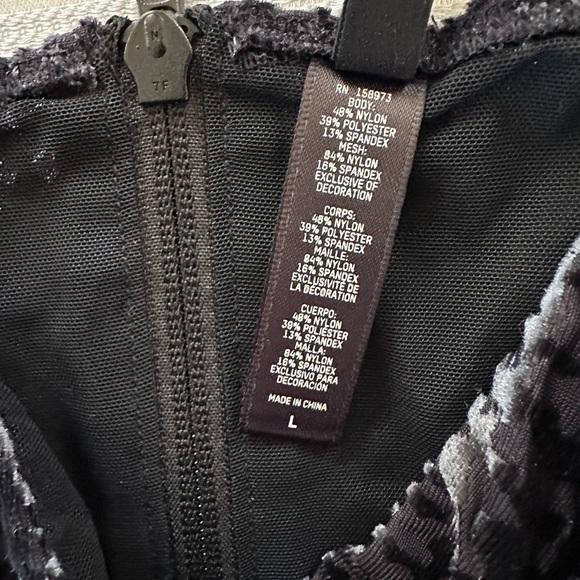 N
7F
RN 158973
BODY:
48% NYLON
39% POLYESTER
13% SPANDEX
MESH:
84% NYLON
16% SPANDEX
EXCLUSIVE OF
DECORATION
CORPS:
48% NYLON
39% POLYESTER
13% SPANDEX
MAILLE:
84% NYLON
16% SPANDEX
EXCLUSIVITÉ DE
LA DÉCORATION
CUERPO:
48% NYLON
39% POLIÉSTER
13% SPANDEX
MALLA:
84% NYLON
16% SPANDEX
EXCLUSIVO PARA
DECORACIÓN
MADE IN CHINA
L